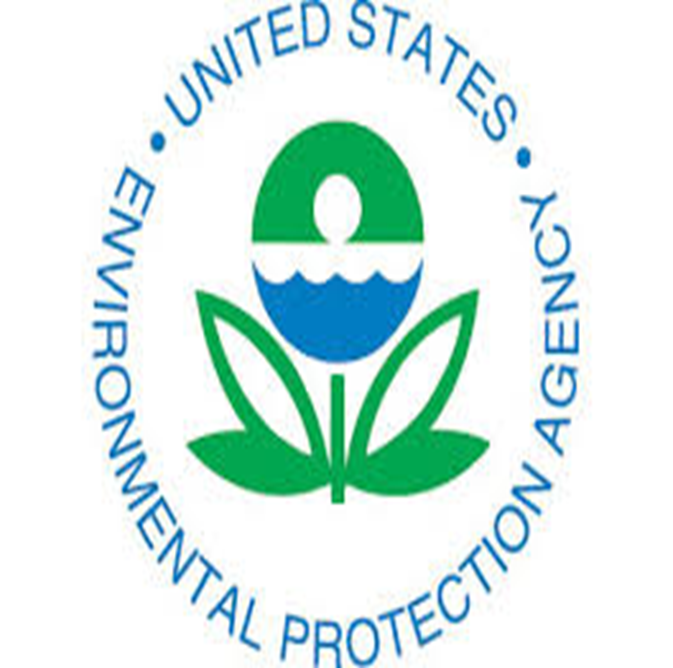 UNITED STATES
ENVIRONMENTAL PROTECTION AGENCY